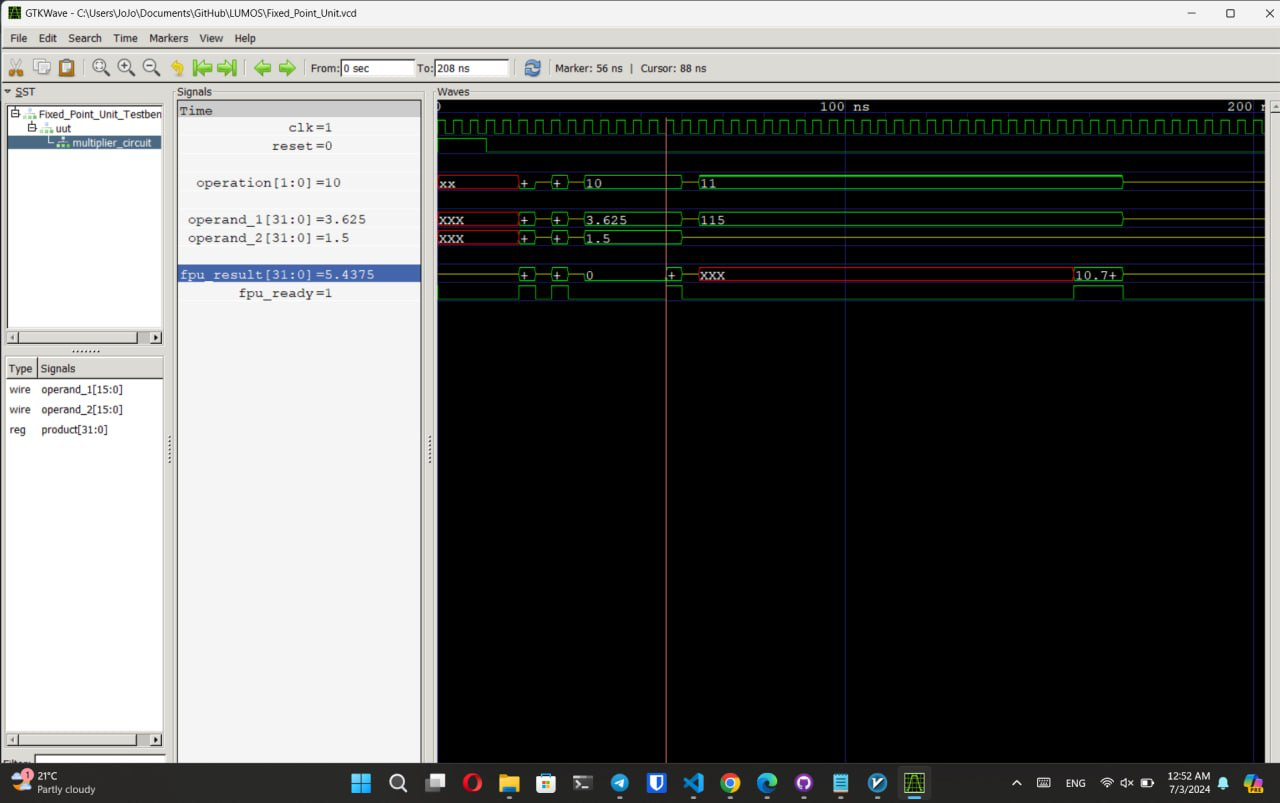 GTKWave - C:\Users\JoJo\Documents\GitHub\LUMOS\Fixed_Point_Unit.vcd
File Edit Search Time Markers View Help
From: 0 sec To: 208 ns Marker: 56 ns | Cursor: 88 ns
SST
Fixed_Point_Unit_Testben
uut
multiplier_circuit
Type Signals
wire operand_1[15:0]
wire operand_2[15:0]
reg product[31:0]
Signals
Time
clk=1
reset=0
operation[1:0]=10
operand_1[31:0]=3.625
operand_2[31:0]=1.5
fpu_result[31:0]=5.4375
fpu_ready=1
Waves
100 ns 200
xx + + 10 11
xxx + + 3.625 115
xxx + + 1.5
+ + 0 + xxx 10.7+
1
21°C
Partly cloudy
ENG
12:52 AM
7/3/2024
PRE